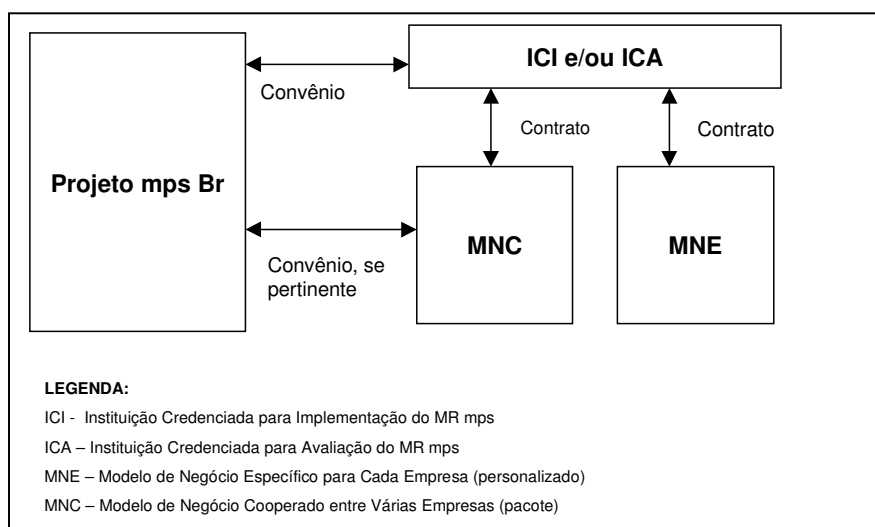 ICI e/ou ICA
Convênio
Contrato
Contrato
Projeto mps Br
MNC
MNE
Convênio, se
pertinente
LEGENDA:
ICI - Instituição Credenciada para Implementação do MR mps
ICA – Instituição Credenciada para Avaliação do MR mps
MNE – Modelo de Negócio Específico para Cada Empresa (personalizado)
MNC – Modelo de Negócio Cooperado entre Várias Empresas (pacote)